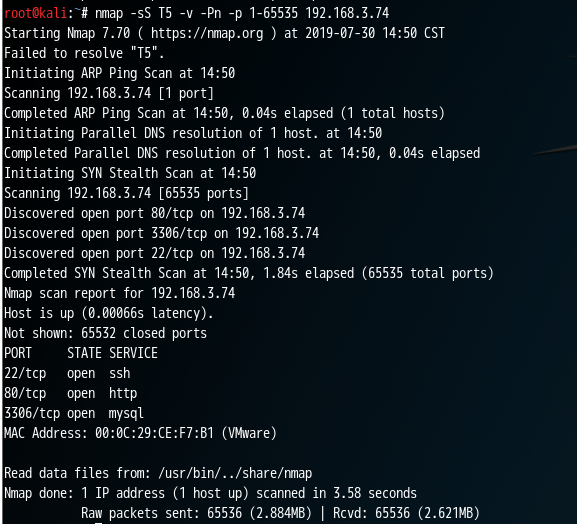 root@kali:~# nmap -sS T5 -v -Pn -p 1-65535 192.168.3.74
Starting Nmap 7.70 ( https://nmap.org ) at 2019-07-30 14:50 CST
Failed to resolve "T5".
Initiating ARP Ping Scan at 14:50
Scanning 192.168.3.74 [1 port]
Completed ARP Ping Scan at 14:50, 0.04s elapsed (1 total hosts)
Initiating Parallel DNS resolution of 1 host. at 14:50
Completed Parallel DNS resolution of 1 host. at 14:50, 0.04s elapsed
Initiating SYN Stealth Scan at 14:50
Scanning 192.168.3.74 [65535 ports]
Discovered open port 80/tcp on 192.168.3.74
Discovered open port 3306/tcp on 192.168.3.74
Discovered open port 22/tcp on 192.168.3.74
Completed SYN Stealth Scan at 14:50, 1.84s elapsed (65535 total ports)
Nmap scan report for 192.168.3.74
Host is up (0.00066s latency).
Not shown: 65532 closed ports
PORT     STATE SERVICE
22/tcp   open  ssh
80/tcp   open  http
3306/tcp open  mysql
MAC Address: 00:0C:29:CE:F7:B1 (VMware)

Read data files from: /usr/bin/../share/nmap
Nmap done: 1 IP address (1 host up) scanned in 3.58 seconds
           Raw packets sent: 65536 (2.884MB) | Rcvd: 65536 (2.621MB)